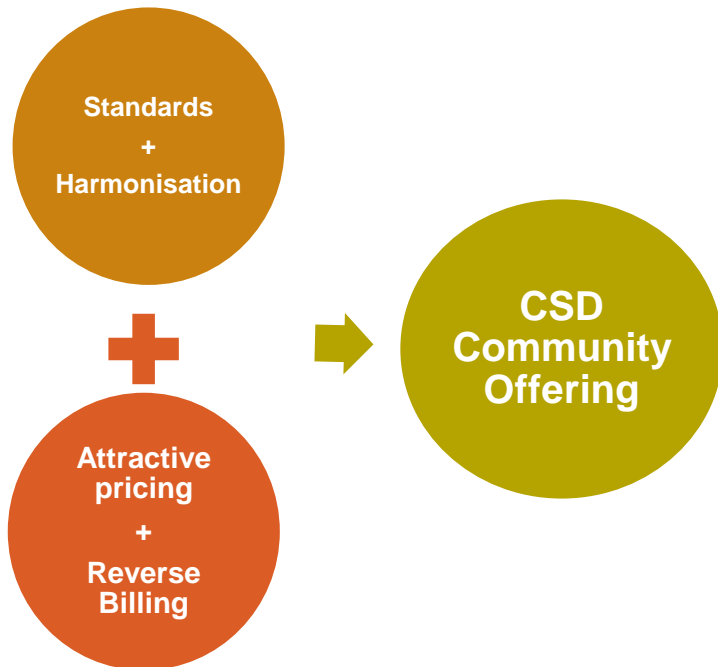 Standards
+
Harmonisation
Attractive
pricing
+
Reverse
Billing
CSD
Community
Offering